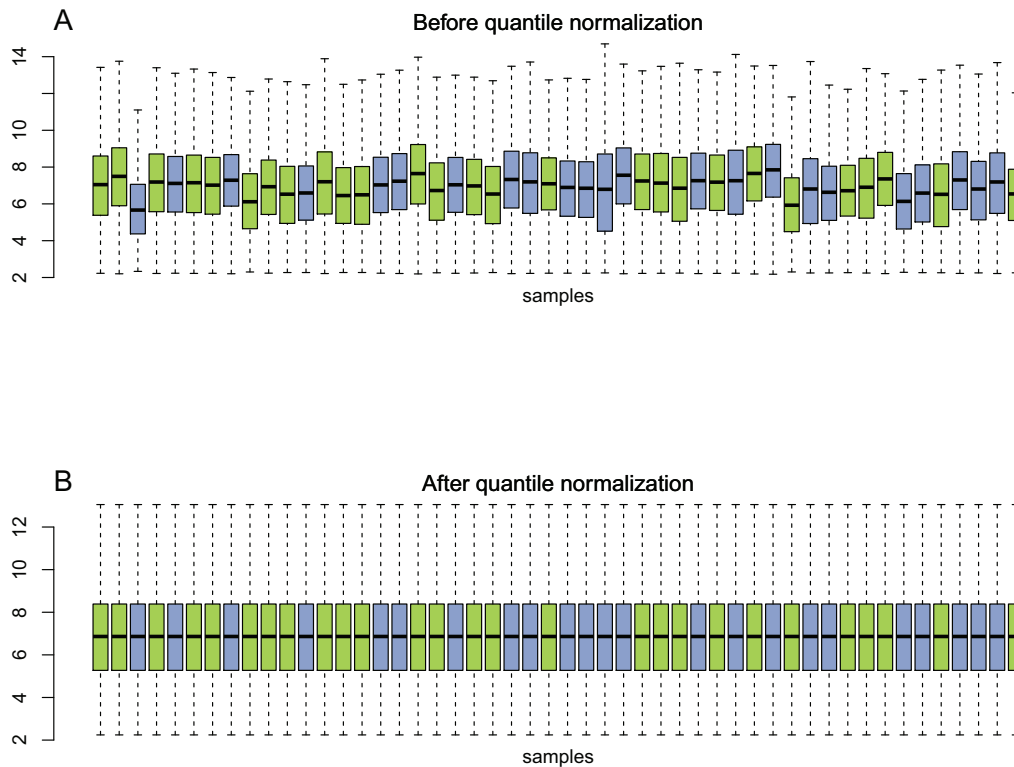 A
Before quantile normalization
14
10
8
6
4
2
samples
B
After quantile normalization
12
10
8
6
4
2
samples